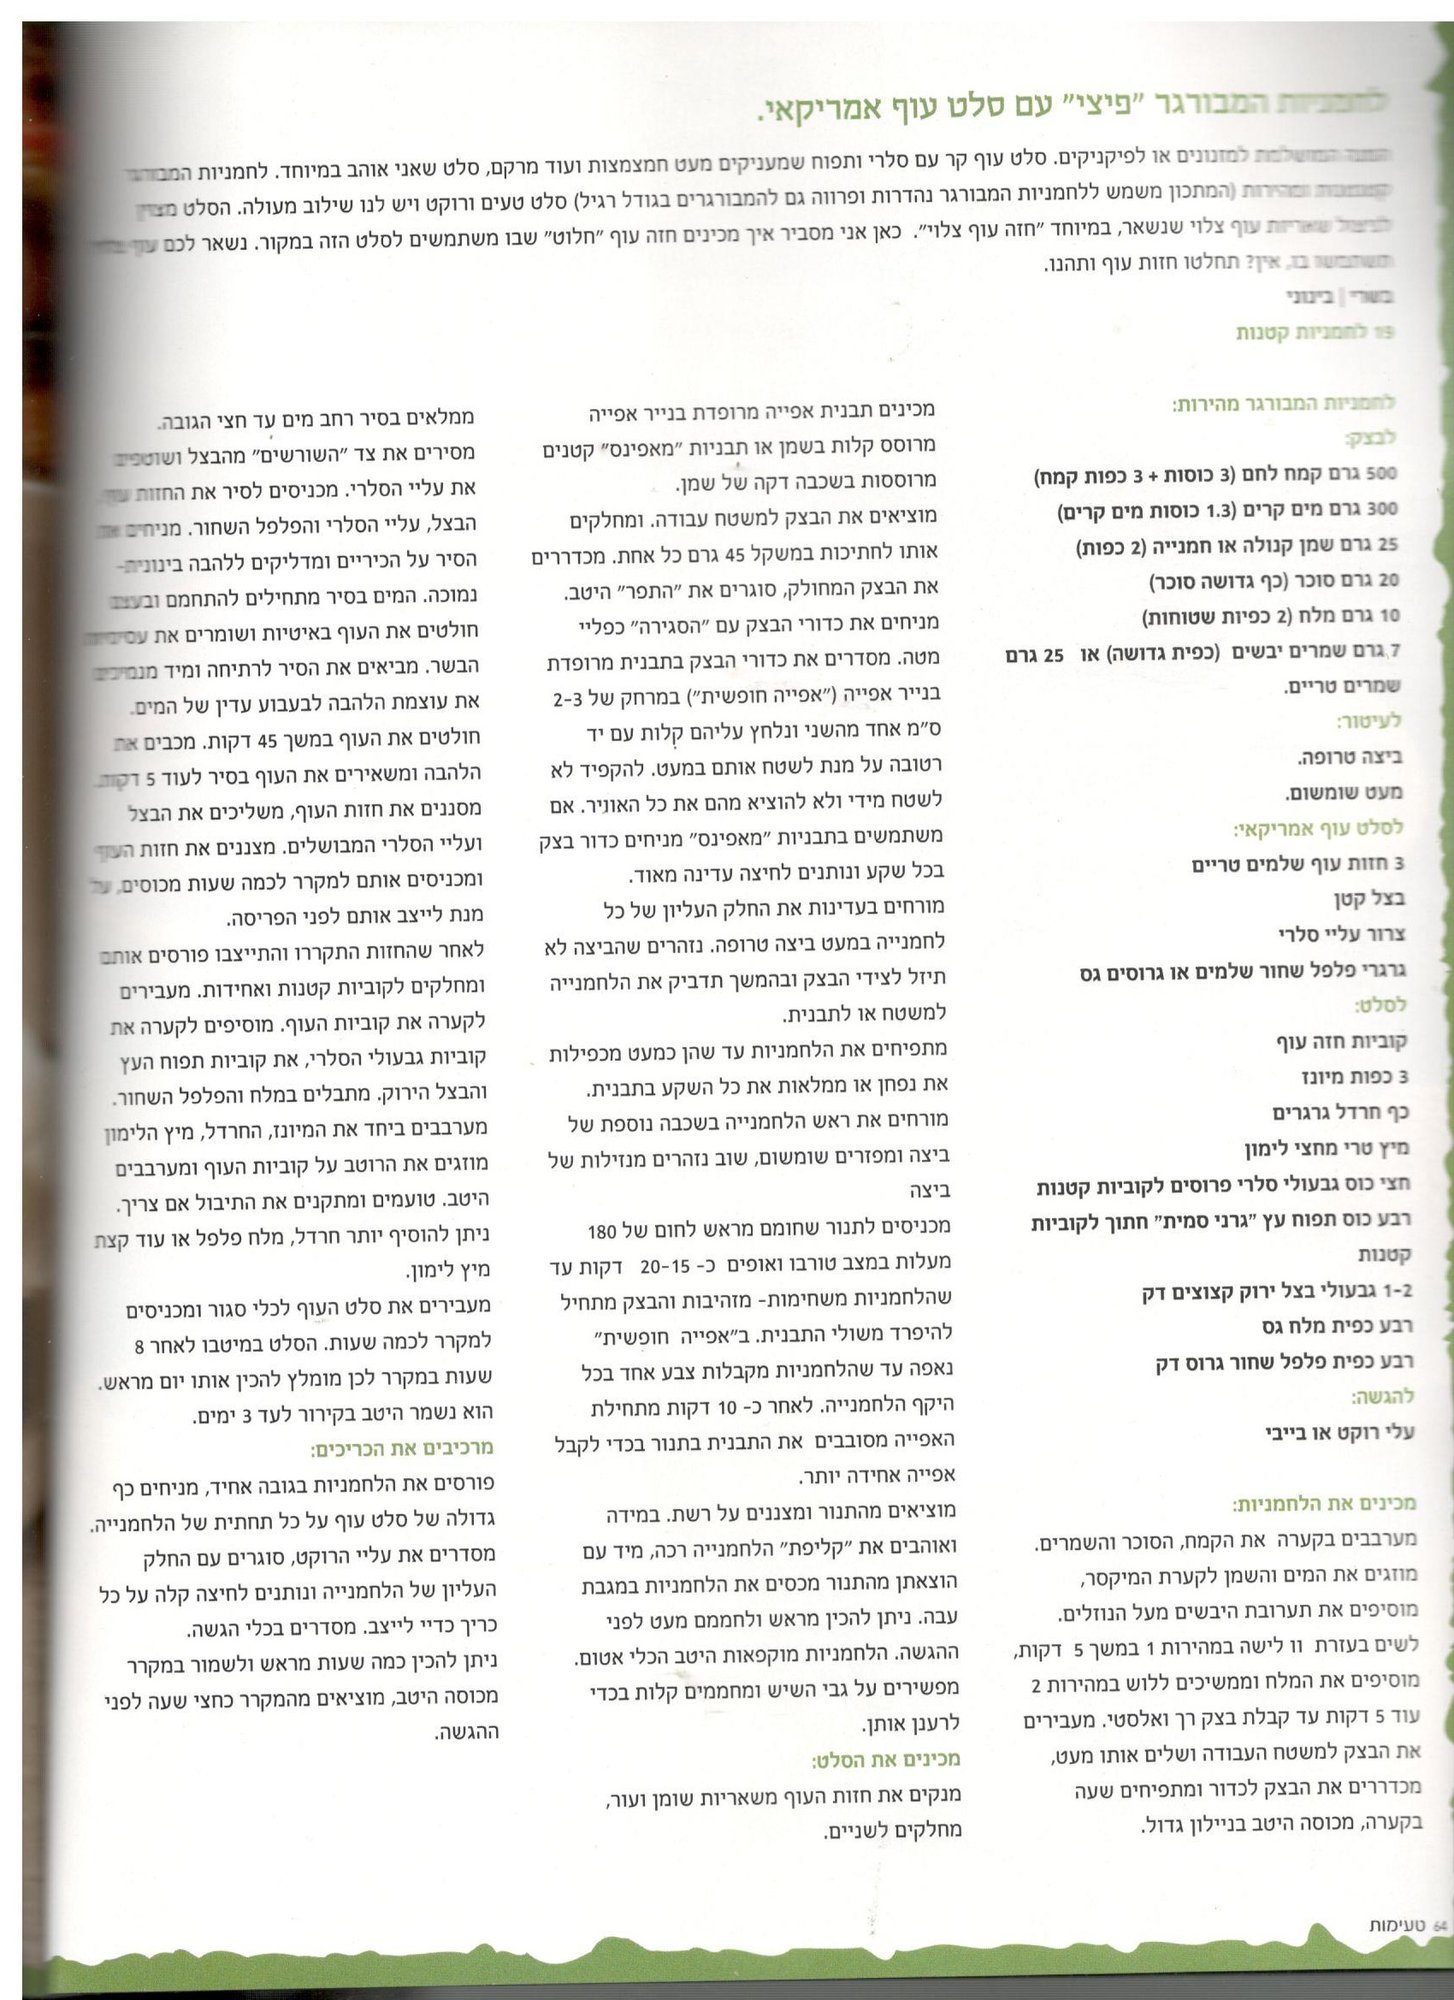 לחמניות המבורגר "פיצי" עם סלט עוף אמריקאי.
המנה המושלמת למזנונים או לפיקניקים. סלט עוף קר עם סלרי ותפוח שמעניקים מעט חמצמצות ועוד מרקם, סלט שאני אוהב במיוחד. לחמניות המבורגר
קטנטנות ומהירות (המתכון משמש ללחמניות המבורגר נהדרות ופרווה גם להמבורגרים בגודל רגיל) סלט טעים ורוקט ויש לנו שילוב מעולה. הסלט מצוין
לניצול שאריות עוף צלוי שנשאר, במיוחד "חזה עוף צלוי". כאן אני מסביר איך מכינים חזה עוף "חלוט" שבו משתמשים לסלט הזה במקור. נשאר לכם עוף צלוי?
תשתמשו בו, אין? תחלטו חזות עוף ותהנו.
בשרי | בינוני
19 לחמניות קטנות
לחמניות המבורגר מהירות:
לבצק:
500 גרם קמח לחם (3 כוסות + 3 כפות קמח)
300 גרם מים קרים (1.3 כוסות מים קרים)
25 גרם שמן קנולה או חמנייה (2 כפות)
20 גרם סוכר (כף גדושה סוכר)
10 גרם מלח (2 כפיות שטוחות)
7 גרם שמרים יבשים (כפית גדושה) או 25 גרם
שמרים טריים.
לעיטור:
ביצה טרופה.
מעט שומשום.
לסלט עוף אמריקאי:
3 חזות עוף שלמים טריים
בצל קטן
צרור עליי סלרי
גרגרי פלפל שחור שלמים או גרוסים גס
לסלט:
קוביות חזה עוף
3 כפות מיונז
כף חרדל גרגרים
מיץ טרי מחצי לימון
חצי כוס גבעולי סלרי פרוסים לקוביות קטנות
רבע כוס תפוח עץ "גרני סמית" חתוך לקוביות
קטנות
1-2 גבעולי בצל ירוק קצוצים דק
רבע כפית מלח גס
רבע כפית פלפל שחור גרוס דק
להגשה:
עלי רוקט או בייבי
מכינים את הלחמניות:
מערבבים בקערה את הקמח, הסוכר והשמרים.
מוזגים את המים והשמן לקערת המיקסר,
מוסיפים את תערובת היבשים מעל הנוזלים.
לשים בעזרת וו לישה במהירות 1 במשך 5 דקות,
מוסיפים את המלח וממשיכים ללוש במהירות 2
עוד 5 דקות עד קבלת בצק רך ואלסטי. מעבירים
את הבצק למשטח העבודה ושלים אותו מעט,
מכדררים את הבצק לכדור ומתפיחים שעה
בקערה, מכוסה היטב בניילון גדול.
מכינים תבנית אפייה מרופדת בנייר אפייה
מרוסס קלות בשמן או תבניות "מאפינס" קטנים
מרוססות בשכבה דקה של שמן.
מוציאים את הבצק למשטח עבודה. ומחלקים
אותו לחתיכות במשקל 45 גרם כל אחת. מכדררים
את הבצק המחולק, סוגרים את "התפר" היטב.
מניחים את כדורי הבצק עם "הסגירה" כפליי
מטה. מסדרים את כדורי הבצק בתבנית מרופדת
בנייר אפייה ("אפייה חופשית") במרחק של 2-3
ס"מ אחד מהשני ונלחץ עליהם קלות עם יד
רטובה על מנת לשטח אותם במעט. להקפיד לא
לשטח מידי ולא להוציא מהם את כל האוויר. אם
משתמשים בתבניות "מאפינס" מניחים כדור בצק
בכל שקע ונותנים לחיצה עדינה מאוד.
מורחים בעדינות את החלק העליון של כל
לחמנייה במעט ביצה טרופה. נזהרים שהביצה לא
תיזל לצידי הבצק ובהמשך תדביק את הלחמנייה
למשטח או לתבנית.
מתפיחים את הלחמניות עד שהן כמעט מכפילות
את נפחן או ממלאות את כל השקע בתבנית.
מורחים את ראש הלחמנייה בשכבה נוספת של
ביצה ומפזרים שומשום, שוב נזהרים מנזילות של
ביצה
מכניסים לתנור שחומם מראש לחום של 180
מעלות במצב טורבו ואופים כ- 20-15 דקות עד
שהלחמניות משחימות- מזהיבות והבצק מתחיל
להיפרד משולי התבנית. ב"אפייה חופשית"
נאפה עד שהלחמניות מקבלות צבע אחד בכל
היקף הלחמנייה. לאחר כ- 10 דקות מתחילת
האפייה מסובבים את התבנית בתנור בכדי לקבל
אפייה אחידה יותר.
מוציאים מהתנור ומצננים על רשת. במידה
ואוהבים את "קליפת" הלחמנייה רכה, מיד עם
הוצאתן מהתנור מכסים את הלחמניות במגבת
עבה. ניתן להכין מראש ולחמם מעט לפני
ההגשה. הלחמניות מוקפאות היטב הכלי אטום.
מפשירים על גבי השיש ומחממים קלות בכדי
לרענן אותן.
מכינים את הסלט:
מנקים את חזות העוף משאריות שומן ועור,
מחלקים לשניים.
ממלאים בסיר רחב מים עד חצי הגובה.
מסירים את צד "השורשים" מהבצל ושוטפים
את עליי הסלרי. מכניסים לסיר את החזות עוף,
הבצל, עליי הסלרי והפלפל השחור. מניחים את
הסיר על הכיריים ומדליקים ללהבה בינונית-
נמוכה. המים בסיר מתחילים להתחמם ובעצם
חולטים את העוף באיטיות ושומרים את עסיסיות
הבשר. מביאים את הסיר לרתיחה ומיד מנמיכים
את עוצמת הלהבה לבעבוע עדין של המים.
חולטים את העוף במשך 45 דקות. מכבים את
הלהבה ומשאירים את העוף בסיר לעוד 5 דקות.
מסננים את חזות העוף, משליכים את הבצל
ועליי הסלרי המבושלים. מצננים את חזות העוף
ומכניסים אותם למקרר לכמה שעות מכוסים, על
מנת לייצב אותם לפני הפריסה.
לאחר שהחזות התקררו והתייצבו פורסים אותם
ומחלקים לקוביות קטנות ואחידות. מעבירים
לקערה את קוביות העוף. מוסיפים לקערה את
קוביות גבעולי הסלרי, את קוביות תפוח העץ
והבצל הירוק. מתבלים במלח והפלפל השחור.
מערבבים ביחד את המיונז, החרדל, מיץ הלימון
מוזגים את הרוטב על קוביות העוף ומערבבים
היטב. טועמים ומתקנים את התיבול אם צריך.
ניתן להוסיף יותר חרדל, מלח פלפל או עוד קצת
מיץ לימון.
מעבירים את סלט העוף לכלי סגור ומכניסים
למקרר לכמה שעות. הסלט במיטבו לאחר 8
שעות במקרר לכן מומלץ להכין אותו יום מראש.
הוא נשמר היטב בקירור לעד 3 ימים.
מרכיבים את הכריכים:
פורסים את הלחמניות בגובה אחיד, מניחים כף
גדולה של סלט עוף על כל תחתית של הלחמנייה.
מסדרים את עליי הרוקט, סוגרים עם החלק
העליון של הלחמנייה ונותנים לחיצה קלה על כל
כריך כדיי לייצב. מסדרים בכלי הגשה.
ניתן להכין כמה שעות מראש ולשמור במקרר
מכוסה היטב, מוציאים מהמקרר כחצי שעה לפני
ההגשה.
64 טעימות